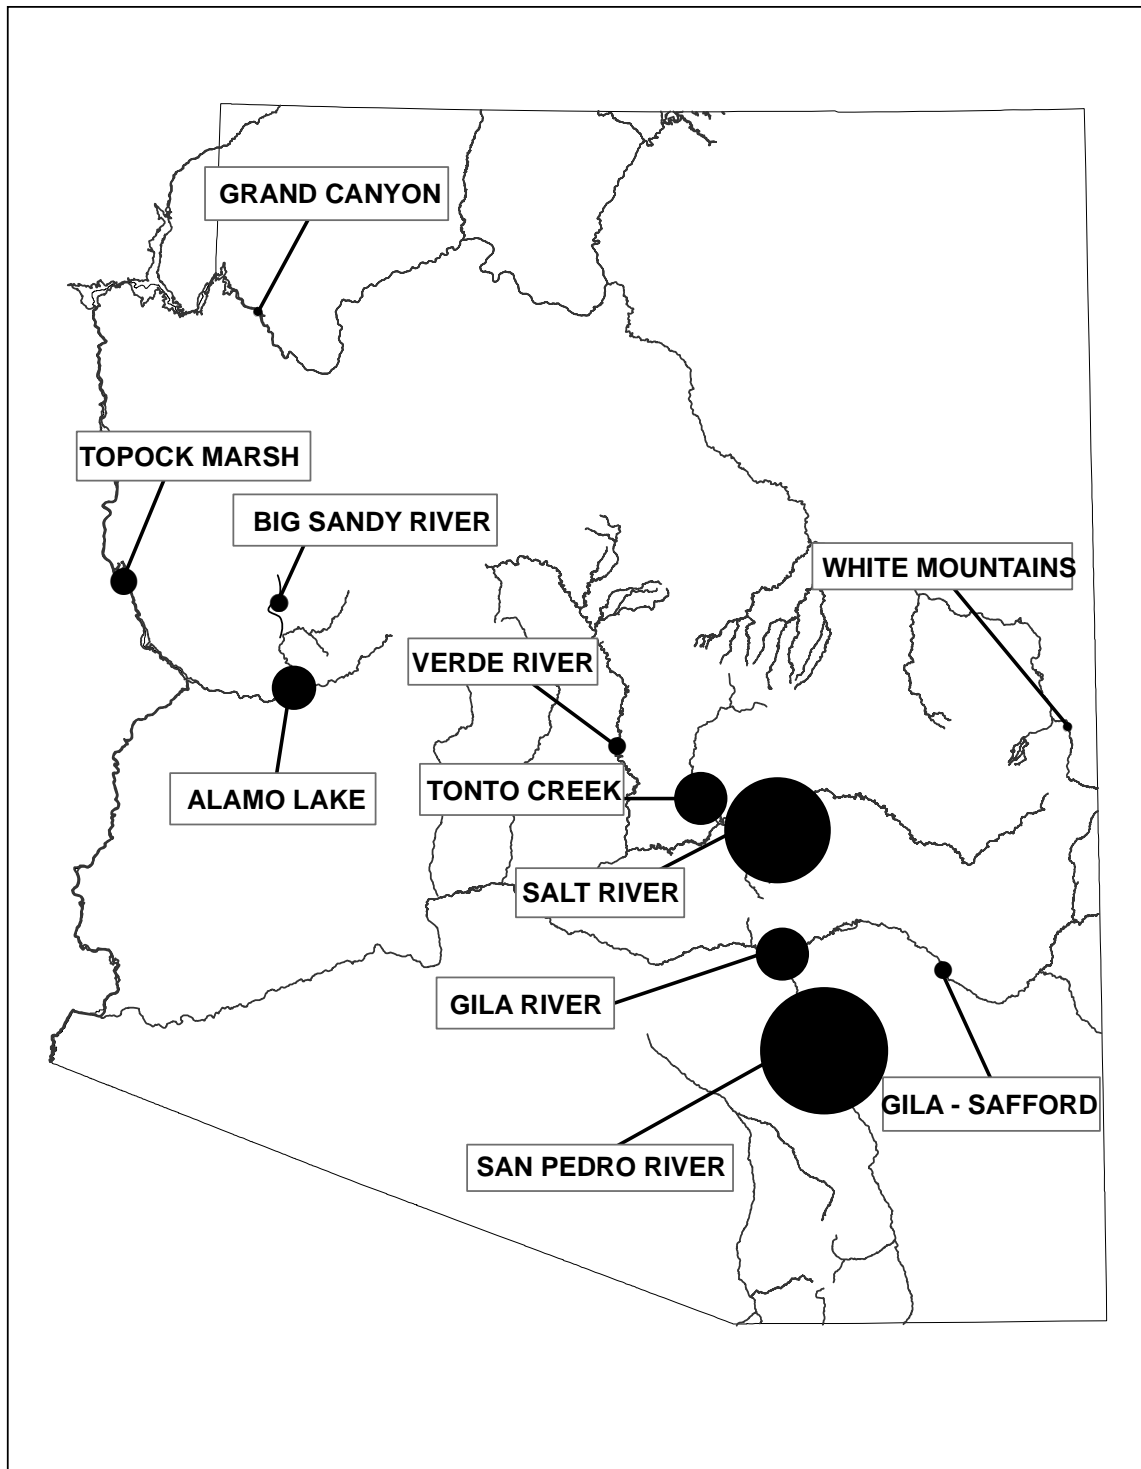 GRAND CANYON
TOPOCK MARSH
BIG SANDY RIVER
WHITE MOUNTAINS
VERDE RIVER
TONTO CREEK
ALAMO LAKE
SALT RIVER
GILA RIVER
GILA - SAFFORD
SAN PEDRO RIVER